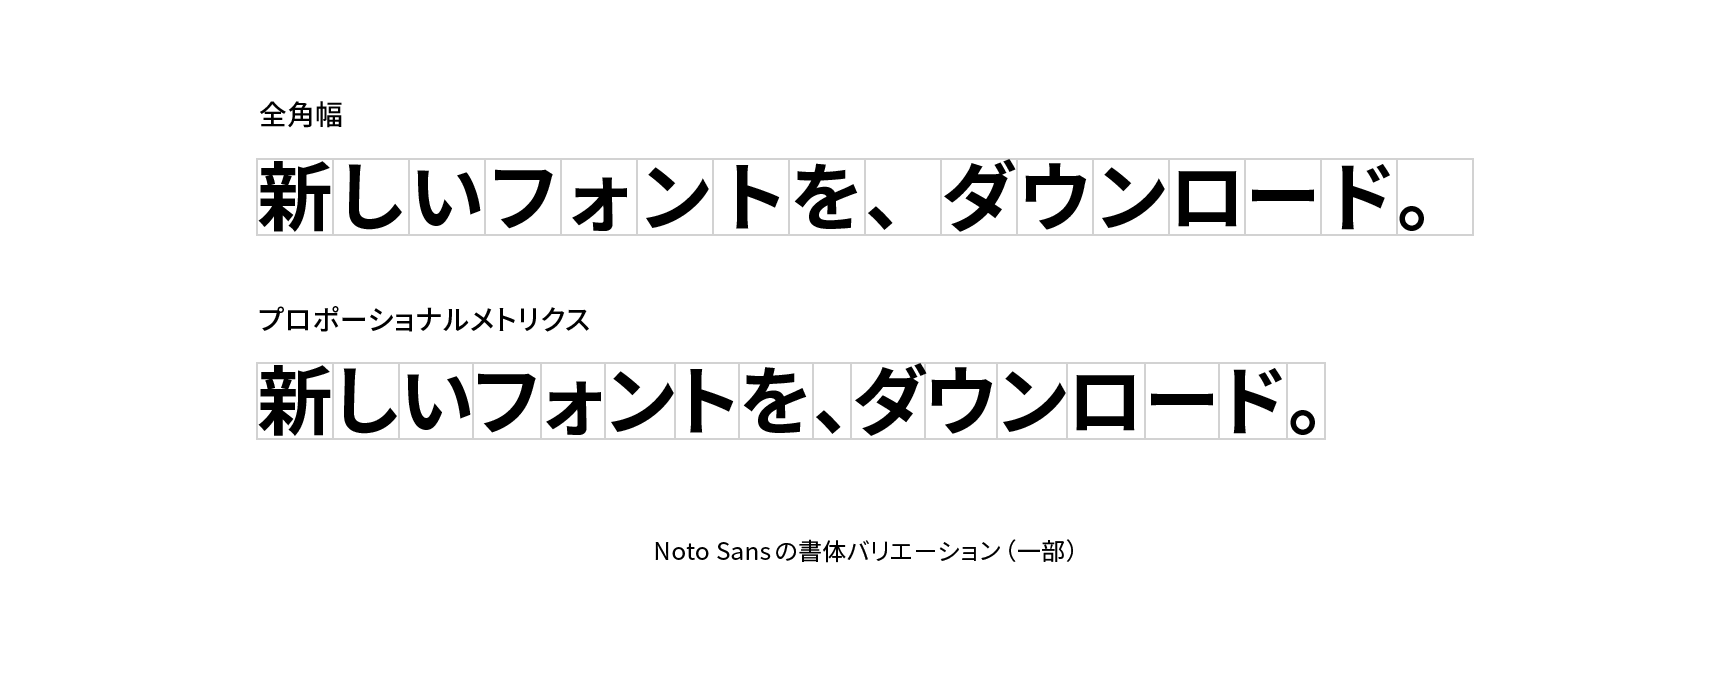 全角幅
新しいフォントを、ダウンロード。
プロポーショナルメトリクス
新しいフォントを、ダウンロード。
Noto Sansの書体バリエーション（一部）